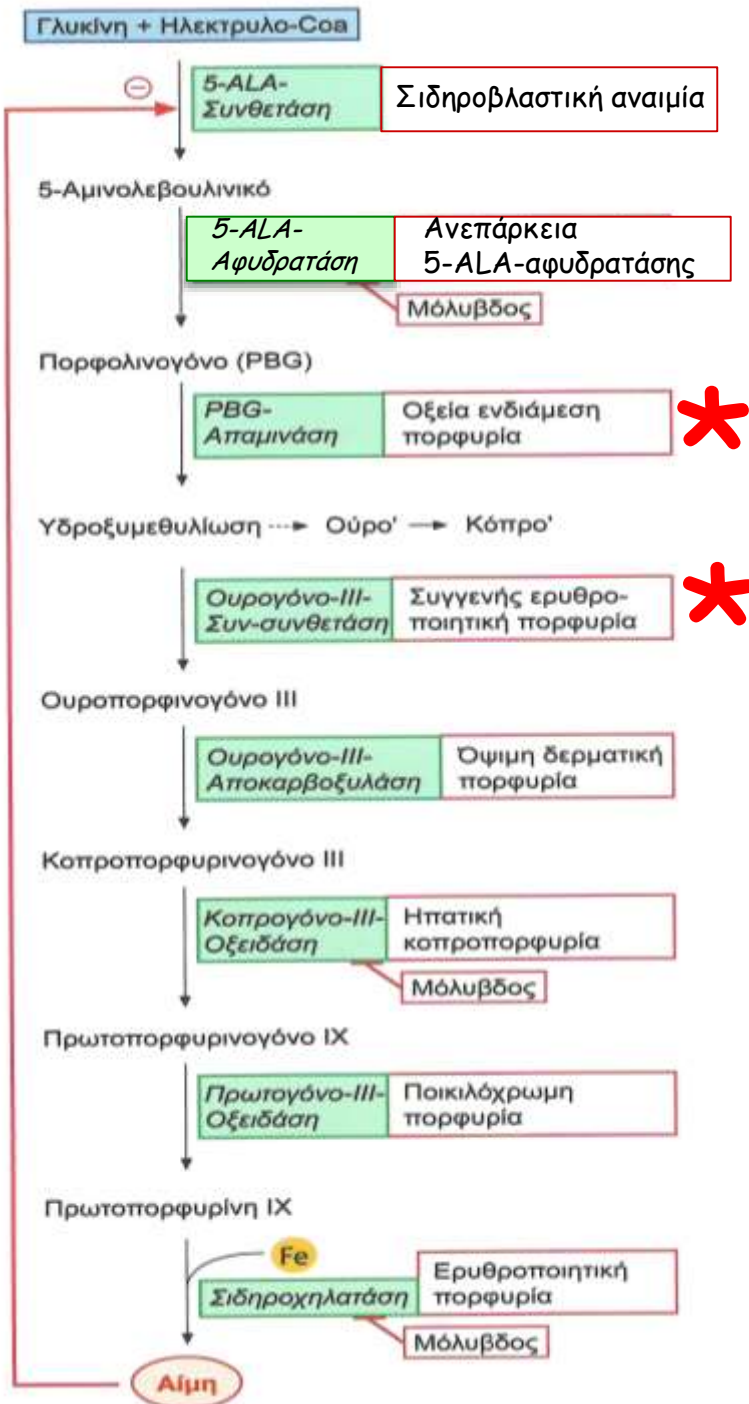 Γλυκίνη + Ηλεκτρυλο-Coa
5-ALA-
Συνθετάση
Σιδηροβλαστική αναιμία
5-Αμινολεβουλινικό
5-ALA-
Αφυδρατάση
Ανεπάρκεια
5-ALA-αφυδρατάσης
Μόλυβδος
Πορφολινογόνο (PBG)
PBG-
Απαμινάση
Οξεία ενδιάμεση
πορφυρία
Υδροξυμεθυλίωση Ούρο' Κόπρο'
Ουρογόνο-III-
Συν-συνθετάση
Συγγενής ερυθρο-
ποιητική πορφυρία
Ουροπορφινογόνο III
Ουρογόνο-III-
Αποκαρβοξυλάση
Όψιμη δερματική
πορφυρία
Κοπροπορφυρινογόνο III
Κοπρογόνο-III-
Οξειδάση
Ηπατική
κοπροπορφυρία
Μόλυβδος
Πρωτοπορφυρινογόνο IX
Πρωτογόνο-III-
Οξειδάση
Ποικιλόχρωμη
πορφυρία
Πρωτοπορφυρίνη IX
Fe
Σιδηροχηλατάση
Ερυθροποιητική
πορφυρία
Μόλυβδος
Αίμη